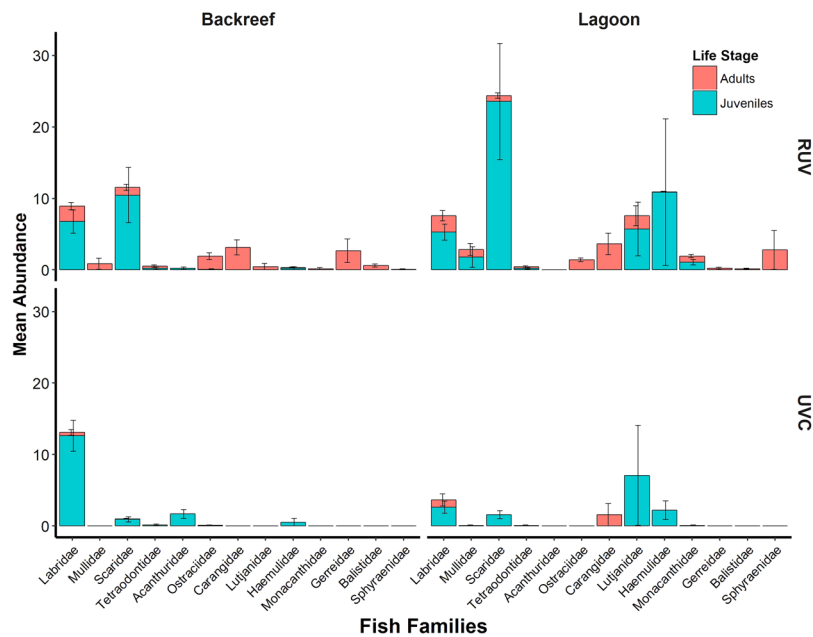 Backreef
Lagoon
Life Stage
Adults
Juveniles
30
20
10
0
RUV
Mean Abundance
30
20
10
0
UVC
Labridae
Mullidae
Scaridae
Tetraodontidae
Acanthuridae
Ostraciidae
Carangidae
Lutjanidae
Haemulidae
Monacanthidae
Gerreidae
Balistidae
Sphyraenidae
Labridae
Mullidae
Scaridae
Tetraodontidae
Acanthuridae
Ostraciidae
Carangidae
Lutjanidae
Haemulidae
Monacanthidae
Gerreidae
Balistidae
Sphyraenidae
Fish Families